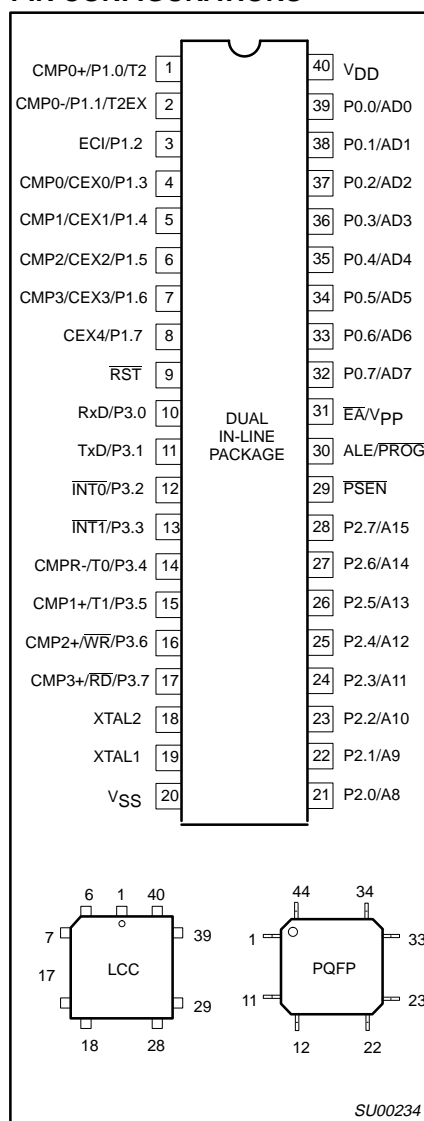 CMP0+/P1.0/T2 1 40 VDD
CMP0-/P1.1/T2EX 2 39 P0.0/AD0
ECI/P1.2 3 38 P0.1/AD1
CMP0/CEX0/P1.3 4 37 P0.2/AD2
CMP1/CEX1/P1.4 5 36 P0.3/AD3
CMP2/CEX2/P1.5 6 35 P0.4/AD4
CMP3/CEX3/P1.6 7 34 P0.5/AD5
CEX4/P1.7 8 33 P0.6/AD6
RST 9 32 P0.7/AD7
RxD/P3.0 10 31 EA/VPP
TxD/P3.1 11 30 ALE/PROG
INT0/P3.2 12 29 PSEN
INT1/P3.3 13 28 P2.7/A15
CMPR-/T0/P3.4 14 27 P2.6/A14
CMP1+/T1/P3.5 15 26 P2.5/A13
CMP2+/WR/P3.6 16 25 P2.4/A12
CMP3+/RD/P3.7 17 24 P2.3/A11
XTAL2 18 23 P2.2/A10
XTAL1 19 22 P2.1/A9
VSS 20 21 P2.0/A8
DUAL
IN-LINE
PACKAGE
6 1 40
7 39
17 LCC
29
18 28
44 34
1 33
PQFP
11 23
12 22
SU00234